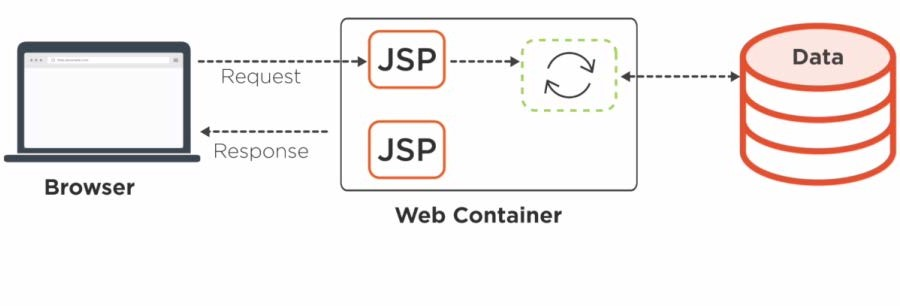 JSP
Data
Request
Response
JSP
Browser
Web Container